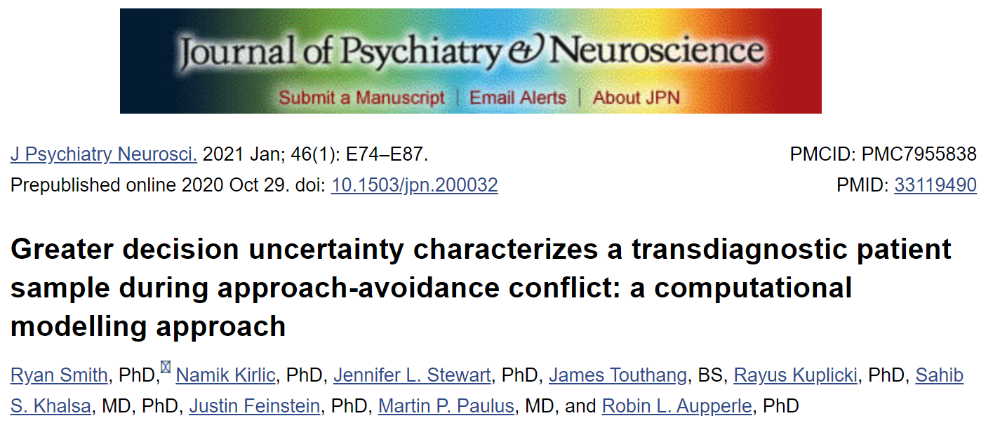 Journal of Psychiatry & Neuroscience
Submit a Manuscript | Email Alerts | About JPN
J Psychiatry Neurosci. 2021 Jan; 46(1): E74–E87.
PMCID: PMC7955838
Prepublished online 2020 Oct 29. doi: 10.1503/jpn.200032
PMID: 33119490
Greater decision uncertainty characterizes a transdiagnostic patient
sample during approach-avoidance conflict: a computational
modelling approach
Ryan Smith, PhD, Namik Kirlic, PhD, Jennifer L. Stewart, PhD, James Touthang, BS, Rayus Kuplicki, PhD, Sahib
S. Khalsa, MD, PhD, Justin Feinstein, PhD, Martin P. Paulus, MD, and Robin L. Aupperle, PhD